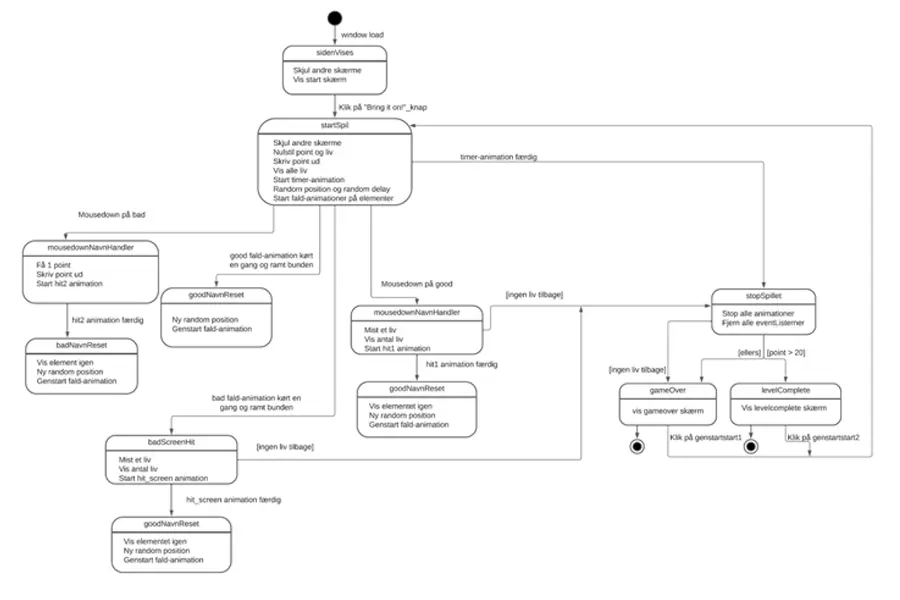 window load
sidenVises
Skjul andre skærme
Vis start skærm
Klik på "Bring it on!"_knap
startSpil
Skjul andre skærme
Nulstil point og liv
Skriv point ud
Vis alle liv
Start timer-animation
Random position og random delay
Start fald-animationer på elementer
timer-animation færdig
Mousedown på bad
mousedownNavnHandler
Få 1 point
Skriv point ud
Start hit2 animation
hit2 animation færdig
badNavnReset
Vis element igen
Ny random position
Genstart fald-animation
good fald-animation kørt
en gang og ramt bunden
goodNavnReset
Ny random position
Genstart fald-animation
Mousedown på good
mousedownNavnHandler
Mist et liv
Vis antal liv
Start hit1 animation
[ingen liv tilbage]
hit1 animation færdig
goodNavnReset
Vis elementet igen
Ny random position
Genstart fald-animation
bad fald-animation kørt en
gang og ramt bunden
badScreenHit
Mist et liv
Vis antal liv
Start hit_screen animation
[ingen liv tilbage]
hit_screen animation færdig
goodNavnReset
Vis elementet igen
Ny random position
Genstart fald-animation
stopSpillet
Stop alle animationer
Fjern alle eventListerner
[ellers]
[point > 20]
[ingen liv tilbage]
gameOver
vis gameover skærm
levelComplete
Vis levelcomplete skærm
Klik på genstartstart1
Klik på genstartstart2